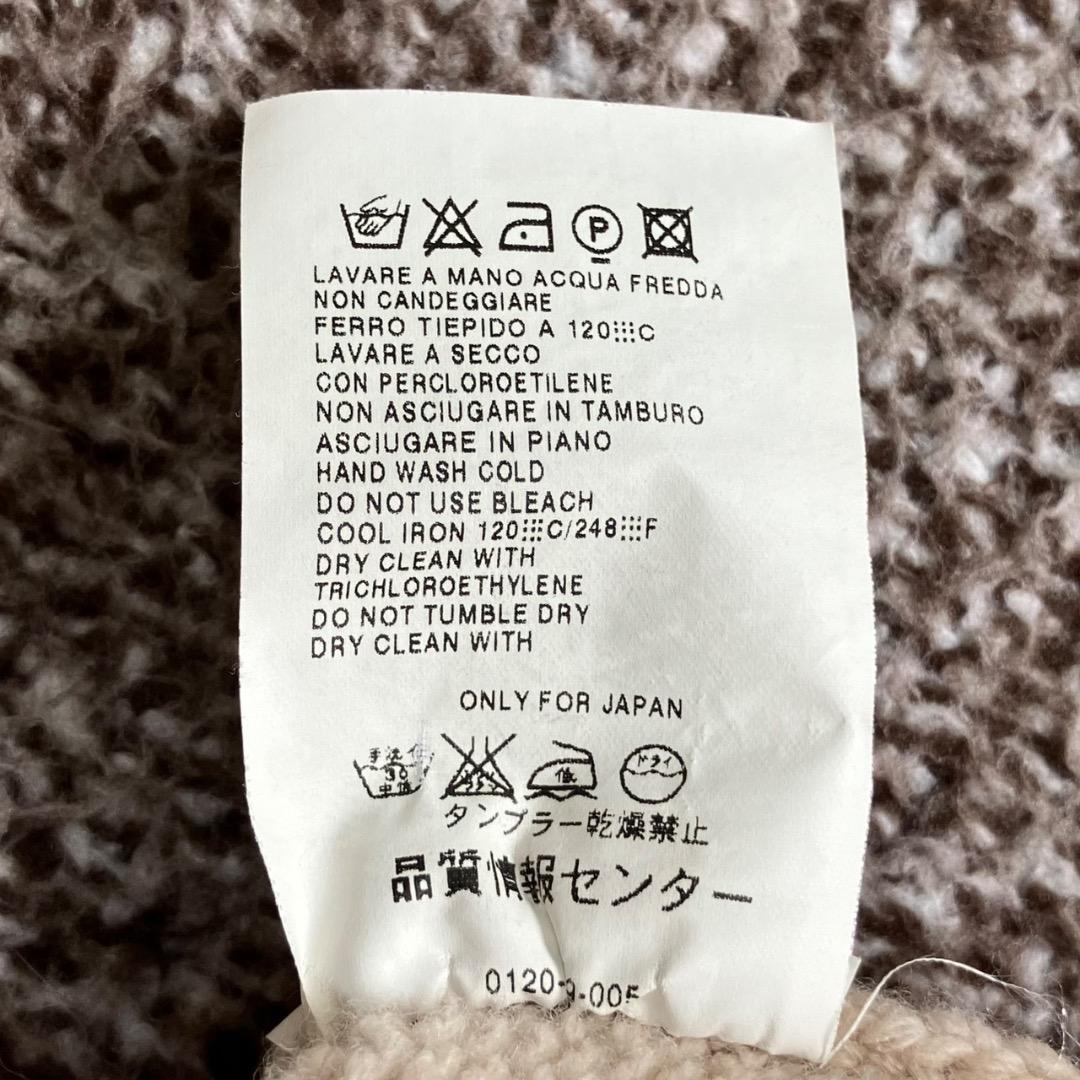 P
LAVARE A MANO ACQUA FREDDA
NON CANDEGGIARE
FERRO TIEPIDO A 120⁝⁝⁝C
LAVARE A SECCO
CON PERCLOROETILENE
NON ASCIUGARE IN TAMBURO
ASCIUGARE IN PIANO
HAND WASH COLD
DO NOT USE BLEACH
COOL IRON 120⁝⁝⁝C/248⁝⁝⁝F
DRY CLEAN WITH
TRICHLOROETHYLENE
DO NOT TUMBLE DRY
DRY CLEAN WITH
ONLY FOR JAPAN
手洗イ
30
中性
低
ドライ
タンブラー乾燥禁止
品質情報センター
0120-